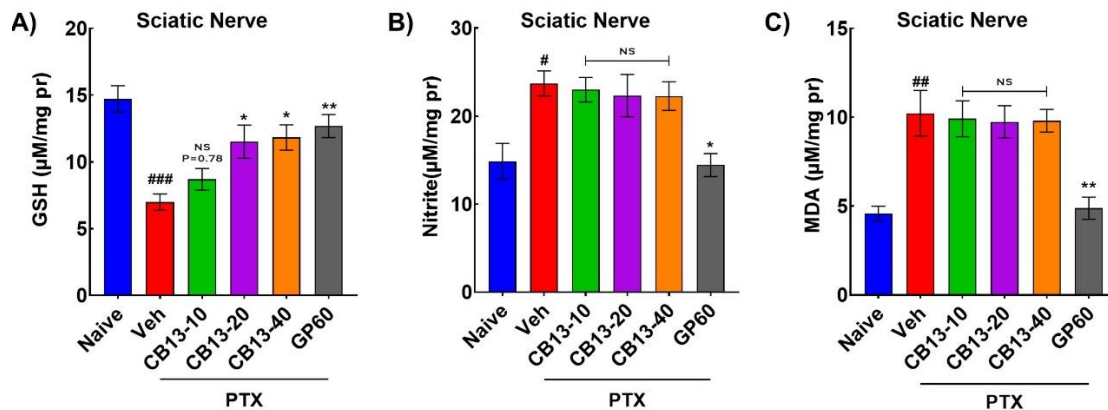 A)
Sciatic Nerve
GSH (µM/mg pr)
20
15
10
5
0
###
NS
P=0.78
*
*
**
Naive
Veh
CB13-10
CB13-20
CB13-40
GP60
PTX
B)
Sciatic Nerve
Nitrite(µM/mg pr)
30
20
10
0
#
NS
*
Naive
Veh
CB13-10
CB13-20
CB13-40
GP60
PTX
C)
Sciatic Nerve
MDA (µM/mg pr)
15
10
5
0
##
NS
**
Naive
Veh
CB13-10
CB13-20
CB13-40
GP60
PTX